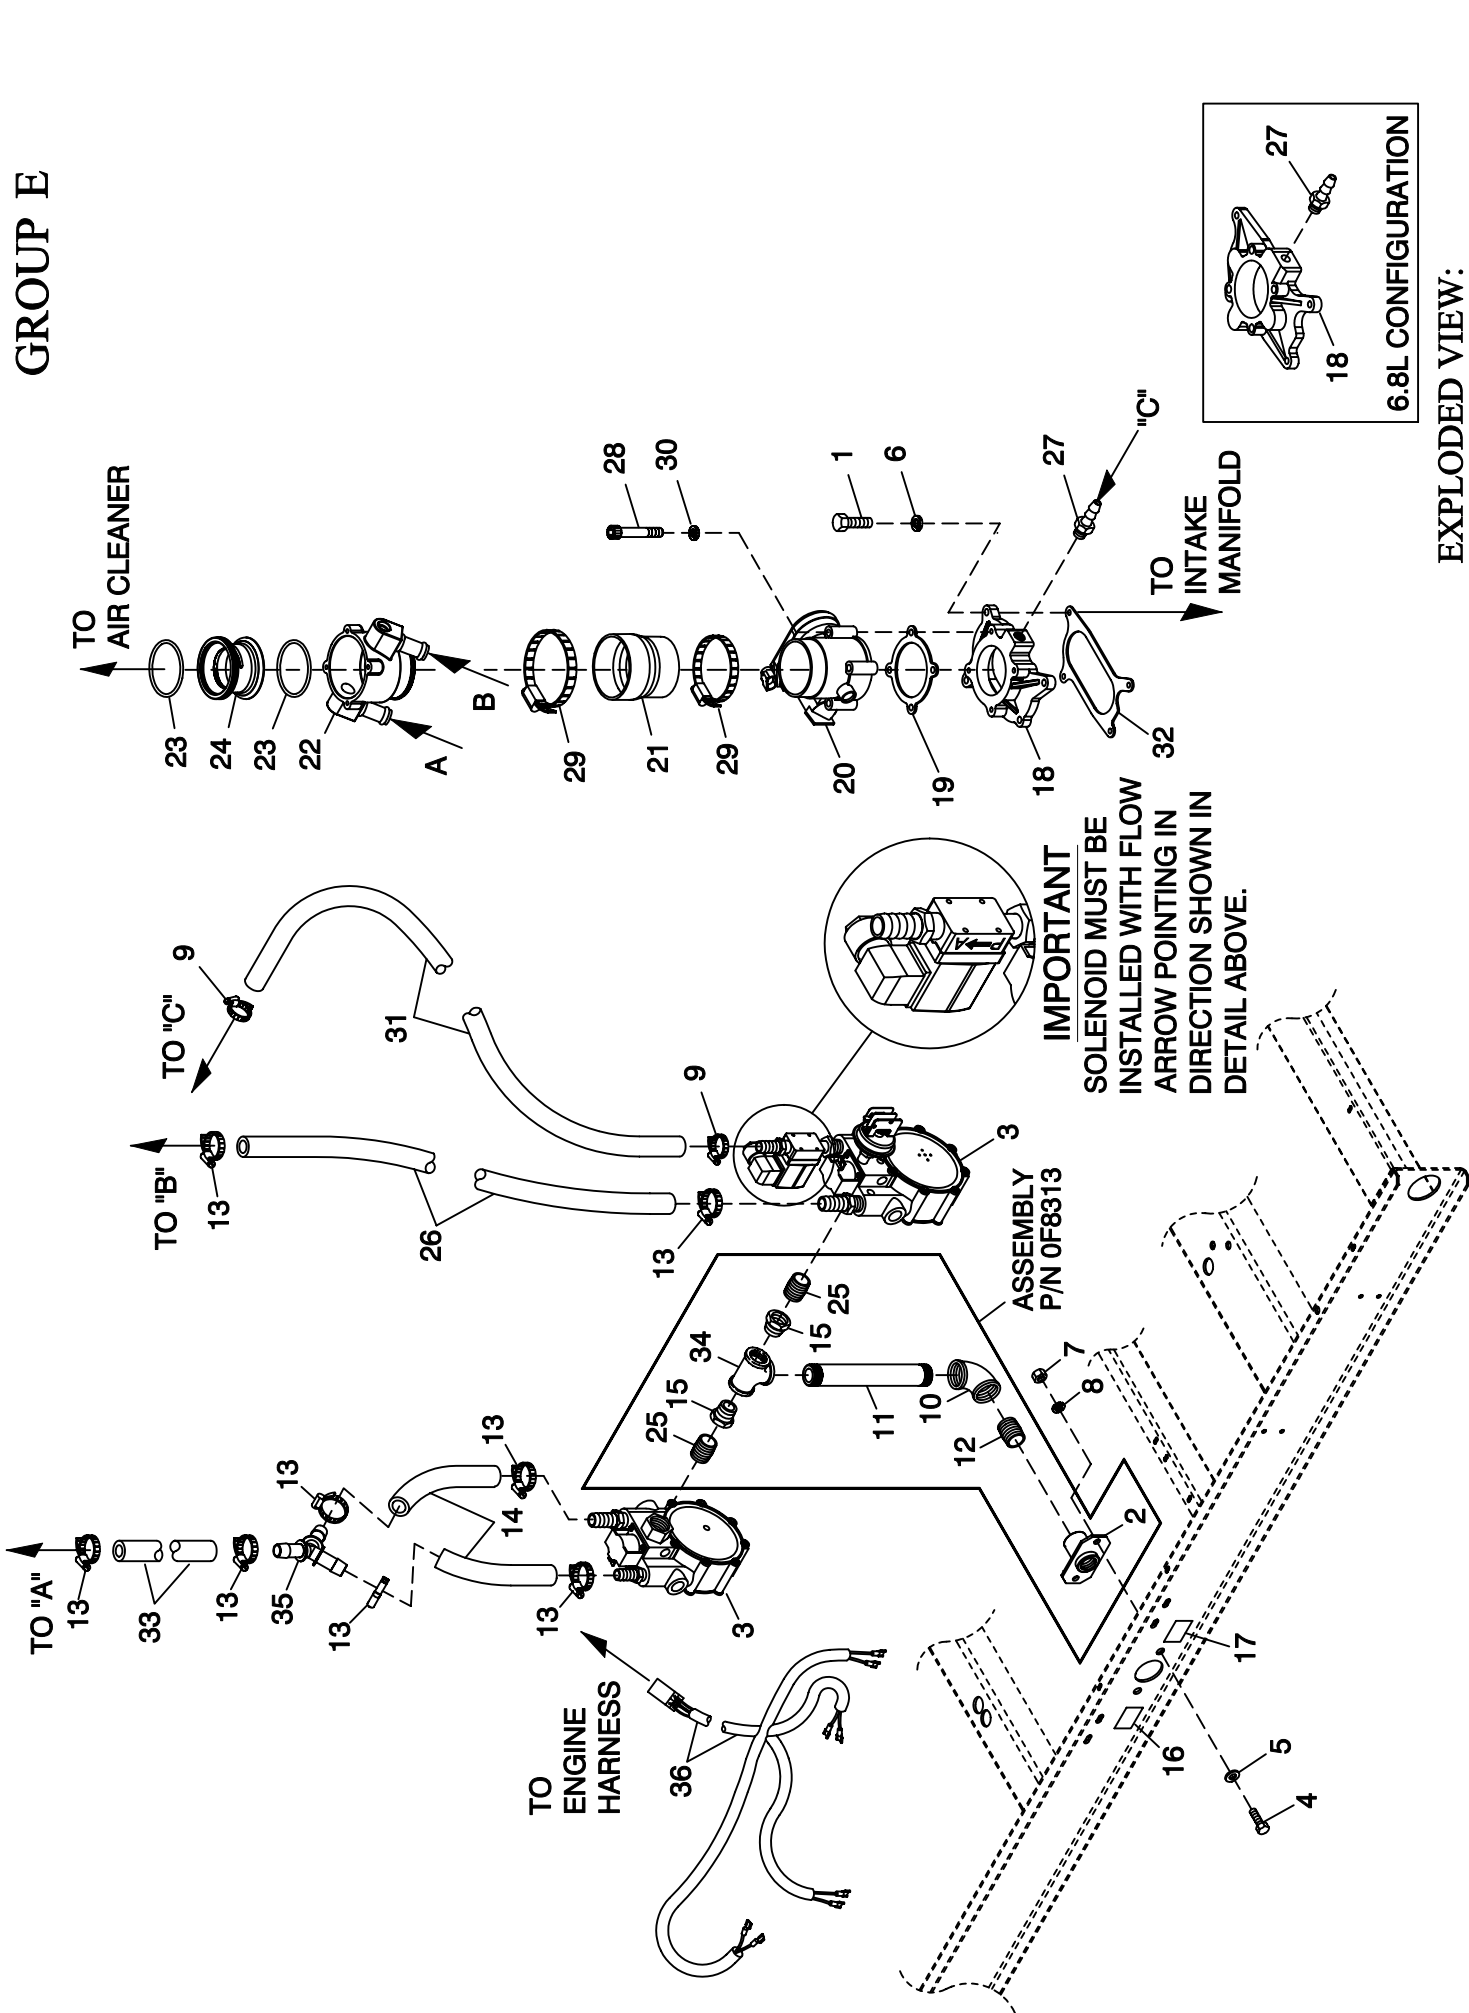 GROUP E
TO "A"
13
33
13
35
13
13
14
13
13
3
TO "B"
13
26
13
TO "C"
9
31
9
3
TO
AIR CLEANER
23
24
23
22
A
B
29
21
29
28
30
20
1
6
19
18
27
"C"
32
TO
INTAKE
MANIFOLD
27
18
6.8L CONFIGURATION
IMPORTANT
SOLENOID MUST BE
INSTALLED WITH FLOW
ARROW POINTING IN
DIRECTION SHOWN IN
DETAIL ABOVE.
P
A
ASSEMBLY
P/N 0F8313
25
15
34
15
25
11
10
12
7
8
2
TO
ENGINE
HARNESS
36
17
16
5
4
EXPLODED VIEW: